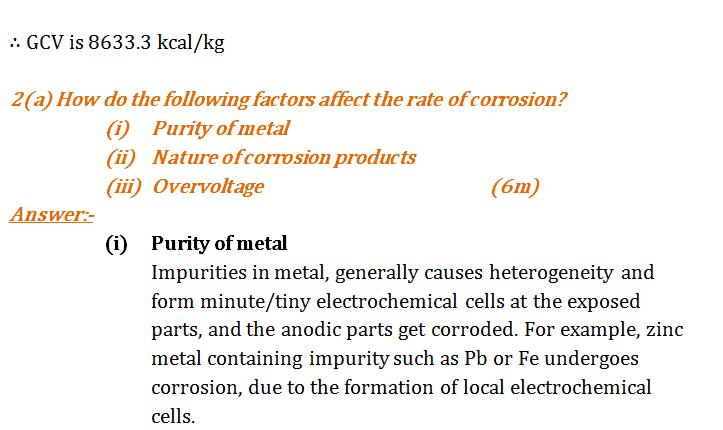 ∴ GCV is 8633.3 kcal/kg
2(a) How do the following factors affect the rate of corrosion?
(i) Purity of metal
(ii) Nature of corrosion products
(iii) Overvoltage (6m)
Answer:-
(i) Purity of metal
Impurities in metal, generally causes heterogeneity and
form minute/tiny electrochemical cells at the exposed
parts, and the anodic parts get corroded. For example, zinc
metal containing impurity such as Pb or Fe undergoes
corrosion, due to the formation of local electrochemical
cells.